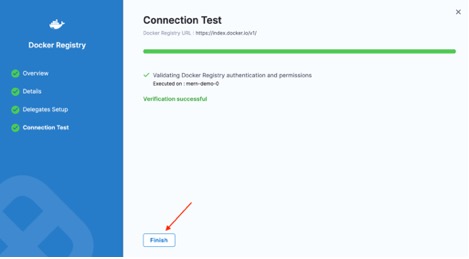 Docker Registry
Overview
Details
Delegates Setup
Connection Test
Connection Test
Docker Registry URL : https://index.docker.io/v1/
Validating Docker Registry authentication and permissions
Executed on : mem-demo-0
Verification successful
Finish